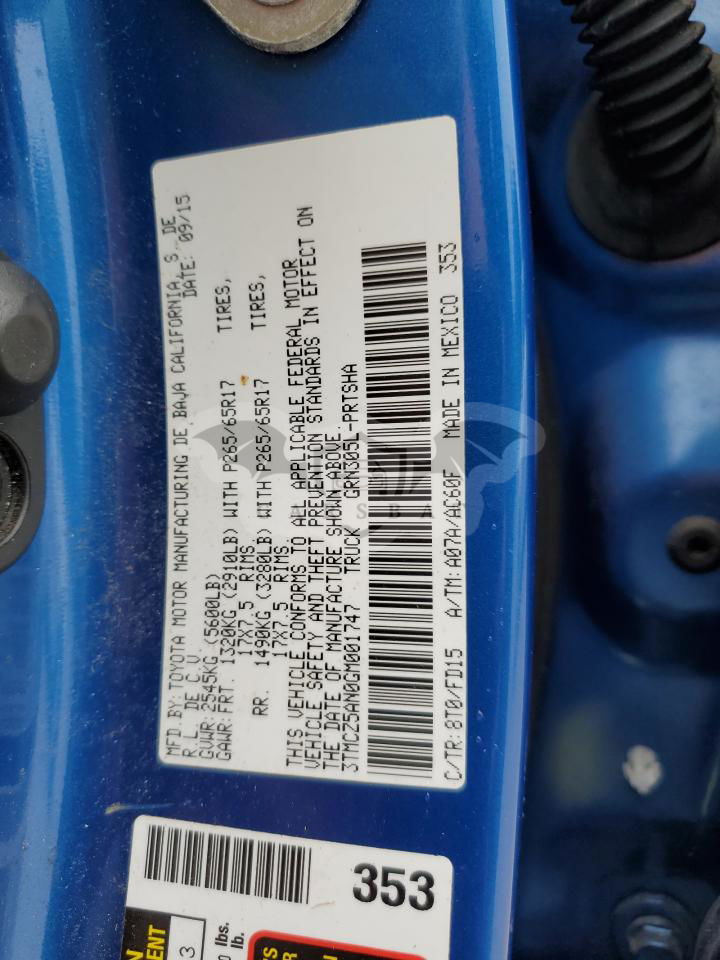 MFD.BY:TOYOTA MOTOR MANUFACTURING DE BAJA CALIFORNIA,S. DE
R.L. DE C.V. DATE: 09/15
GVWR:2545KG(5600LB)
GAWR:FRT. 1320KG (2910LB) WITH P265/65R17 TIRES,
17X7.5 RIMS
RR. 1490KG (3280LB) WITH P265/65R17 TIRES,
17X7.5 RIMS
THIS VEHICLE CONFORMS TO ALL APPLICABLE FEDERAL MOTOR
VEHICLE SAFETY AND THEFT PREVENTION STANDARDS IN EFFECT ON
THE DATE OF MANUFACTURE SHOWN ABOVE.
3TMCZ5AN0GM001747 TRUCK GRN305L-PRTSHA
C/TR:8T0/FD15 A/TM:A07A/AC60F MADE IN MEXICO 353
353
3
lbs.
lb.